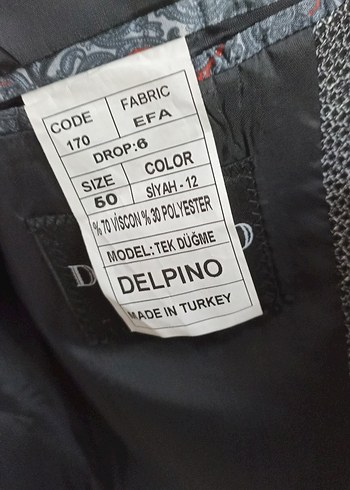 CODE
170
FABRIC
EFA
DROP:6
SIZE
50
COLOR
SİYAH - 12
% 70 VİSCON % 30 POLYESTER
MODEL: TEK DÜĞME
DELPINO
MADE IN TURKEY
D